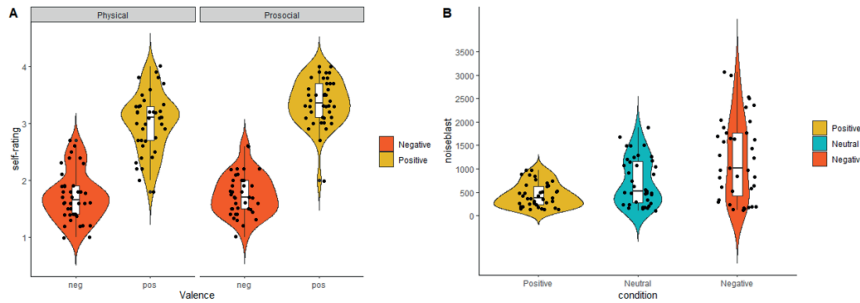 A
Physical
Prosocial
self-rating
4
3
2
1
neg
pos
neg
pos
Valence
Negative
Positive
B
noiseblast
3500
3000
2500
2000
1500
1000
500
0
Positive
Neutral
Negative
condition
Positive
Neutral
Negativ